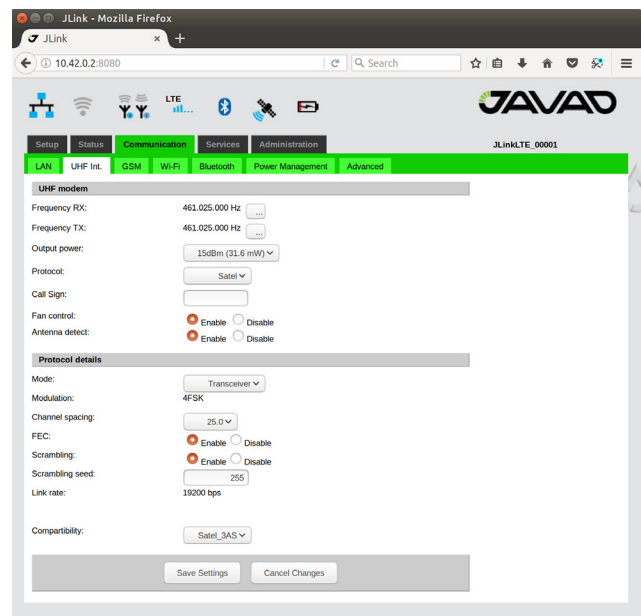 JLink - Mozilla Firefox
JLink × +
10.42.0.2:8080 Search
LTE
JAVAD
Setup Status Communication Services Administration JLinkLTE_00001
LAN UHF Int. GSM Wi-Fi Bluetooth Power Management Advanced
UHF modem
Frequency RX: 461.025.000 Hz ...
Frequency TX: 461.025.000 Hz ...
Output power: 15dBm (31.6 mW)
Protocol: Satel
Call Sign:
Fan control: Enable Disable
Antenna detect: Enable Disable
Protocol details
Mode: Transceiver
Modulation: 4FSK
Channel spacing: 25.0
FEC: Enable Disable
Scrambling: Enable Disable
Scrambling seed: 255
Link rate: 19200 bps
Compartibility: Satel_3AS
Save Settings Cancel Changes